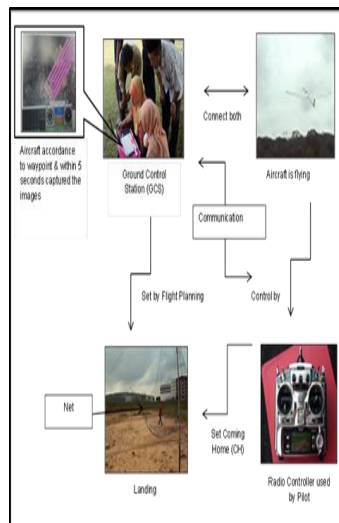 Connect both
Aircraft accordance
to waypoint & within 5
seconds captured the
images
Ground Control
Station (GCS)
Aircraft is flying
Communication
Set by Flight Planning
Control by
Net
Set Coming
Home (CH)
Landing
Radio Controller used
by Pilot